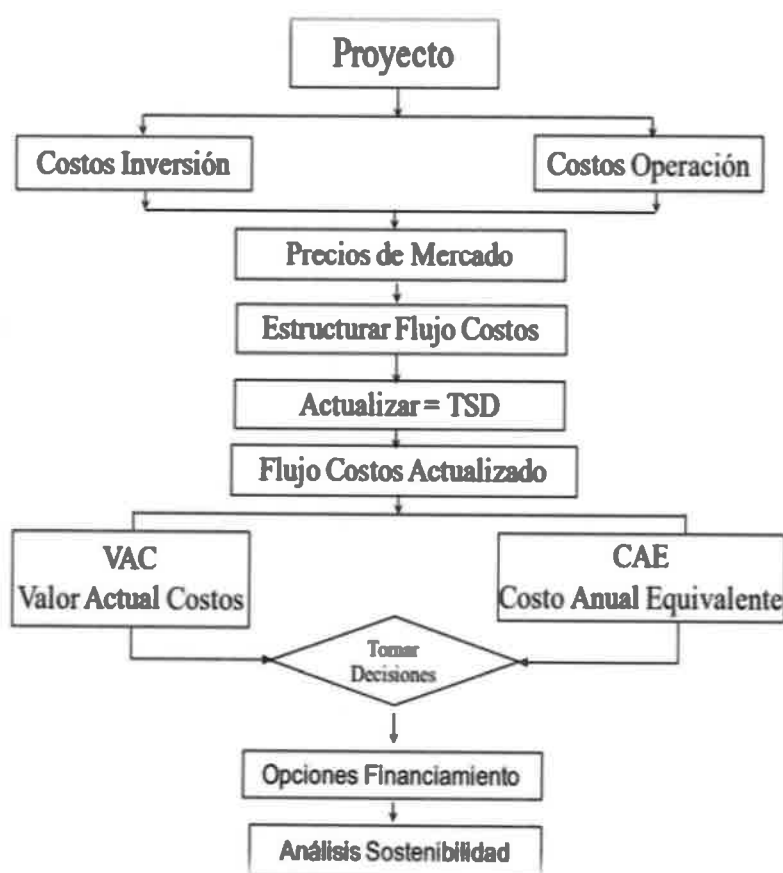 Proyecto
Costos Inversión
Costos Operación
Precios de Mercado
Estructurar Flujo Costos
Actualizar = TSD
Flujo Costos Actualizado
VAC
Valor Actual Costos
CAE
Costo Anual Equivalente
Tomar
Decisiones
Opciones Financiamiento
Análisis Sostenibilidad